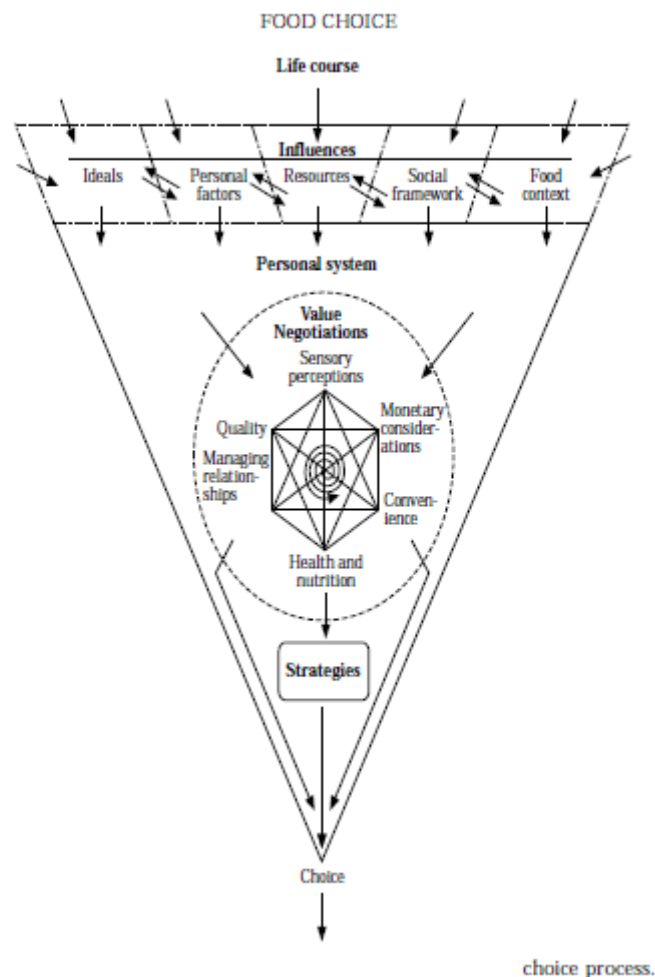 FOOD CHOICE
Life course
Influences
Ideals
Personal
factors
Resources
Social
framework
Food
context
Personal system
Value
Negotiations
Sensory
perceptions
Quality
Monetary
consider-
ations
Managing
relation-
ships
Conven-
ience
Health and
nutrition
Strategies
Choice
choice process.